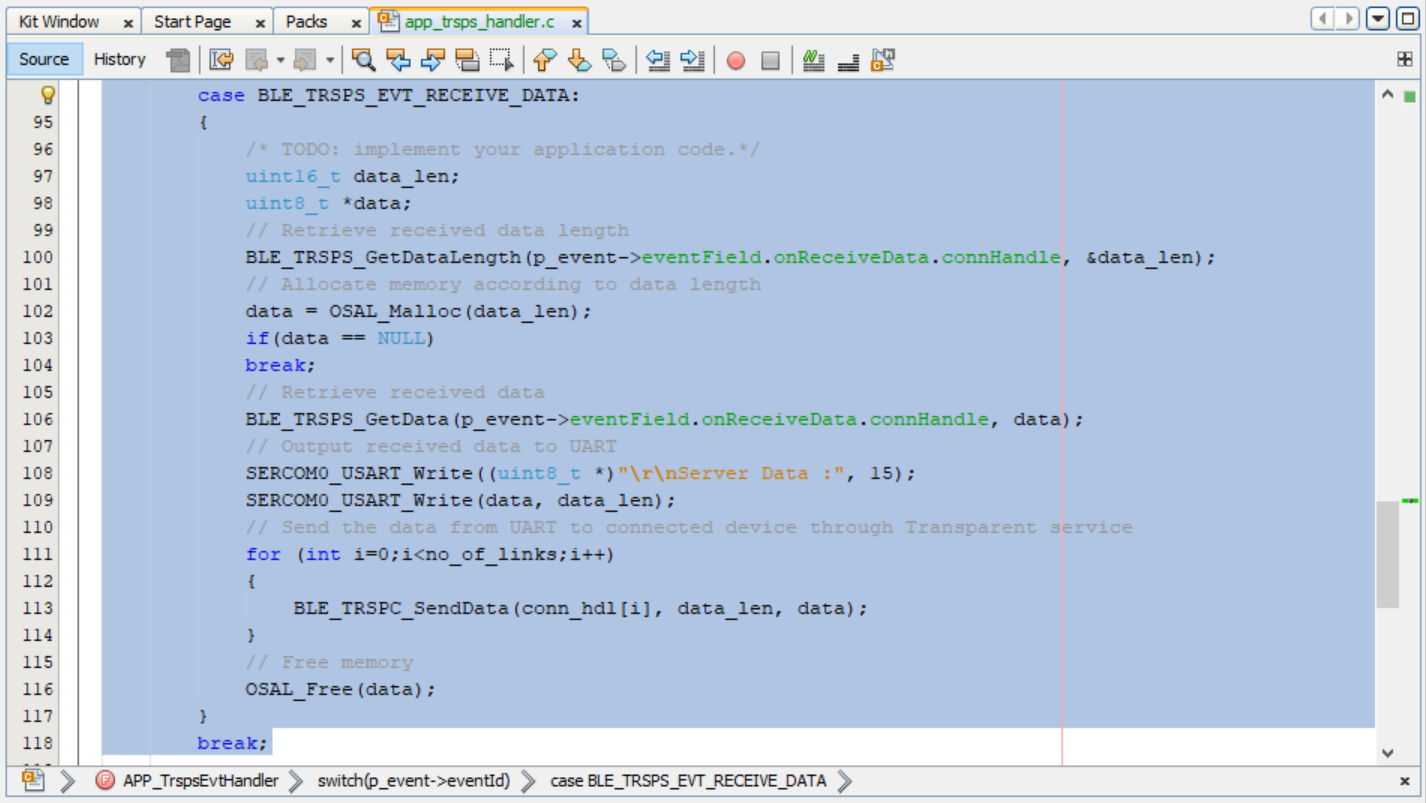 Kit Window x Start Page x Packs x app_trsps_handler.c x
Source History
case BLE_TRSPS_EVT_RECEIVE_DATA:
95 {
96 /* TODO: implement your application code.*/
97 uint16_t data_len;
98 uint8_t *data;
99 // Retrieve received data length
100 BLE_TRSPS_GetDataLength(p_event->eventField.onReceiveData.connHandle, &data_len);
101 // Allocate memory according to data length
102 data = OSAL_Malloc(data_len);
103 if(data == NULL)
104 break;
105 // Retrieve received data
106 BLE_TRSPS_GetData(p_event->eventField.onReceiveData.connHandle, data);
107 // Output received data to UART
108 SERCOM0_USART_Write((uint8_t *)"\r\nServer Data :", 15);
109 SERCOM0_USART_Write(data, data_len);
110 // Send the data from UART to connected device through Transparent service
111 for (int i=0;i<no_of_links;i++)
112 {
113 BLE_TRSPC_SendData(conn_hdl[i], data_len, data);
114 }
115 // Free memory
116 OSAL_Free(data);
117 }
118 break;
APP_TrspsEvtHandler switch(p_event->eventId) case BLE_TRSPS_EVT_RECEIVE_DATA x